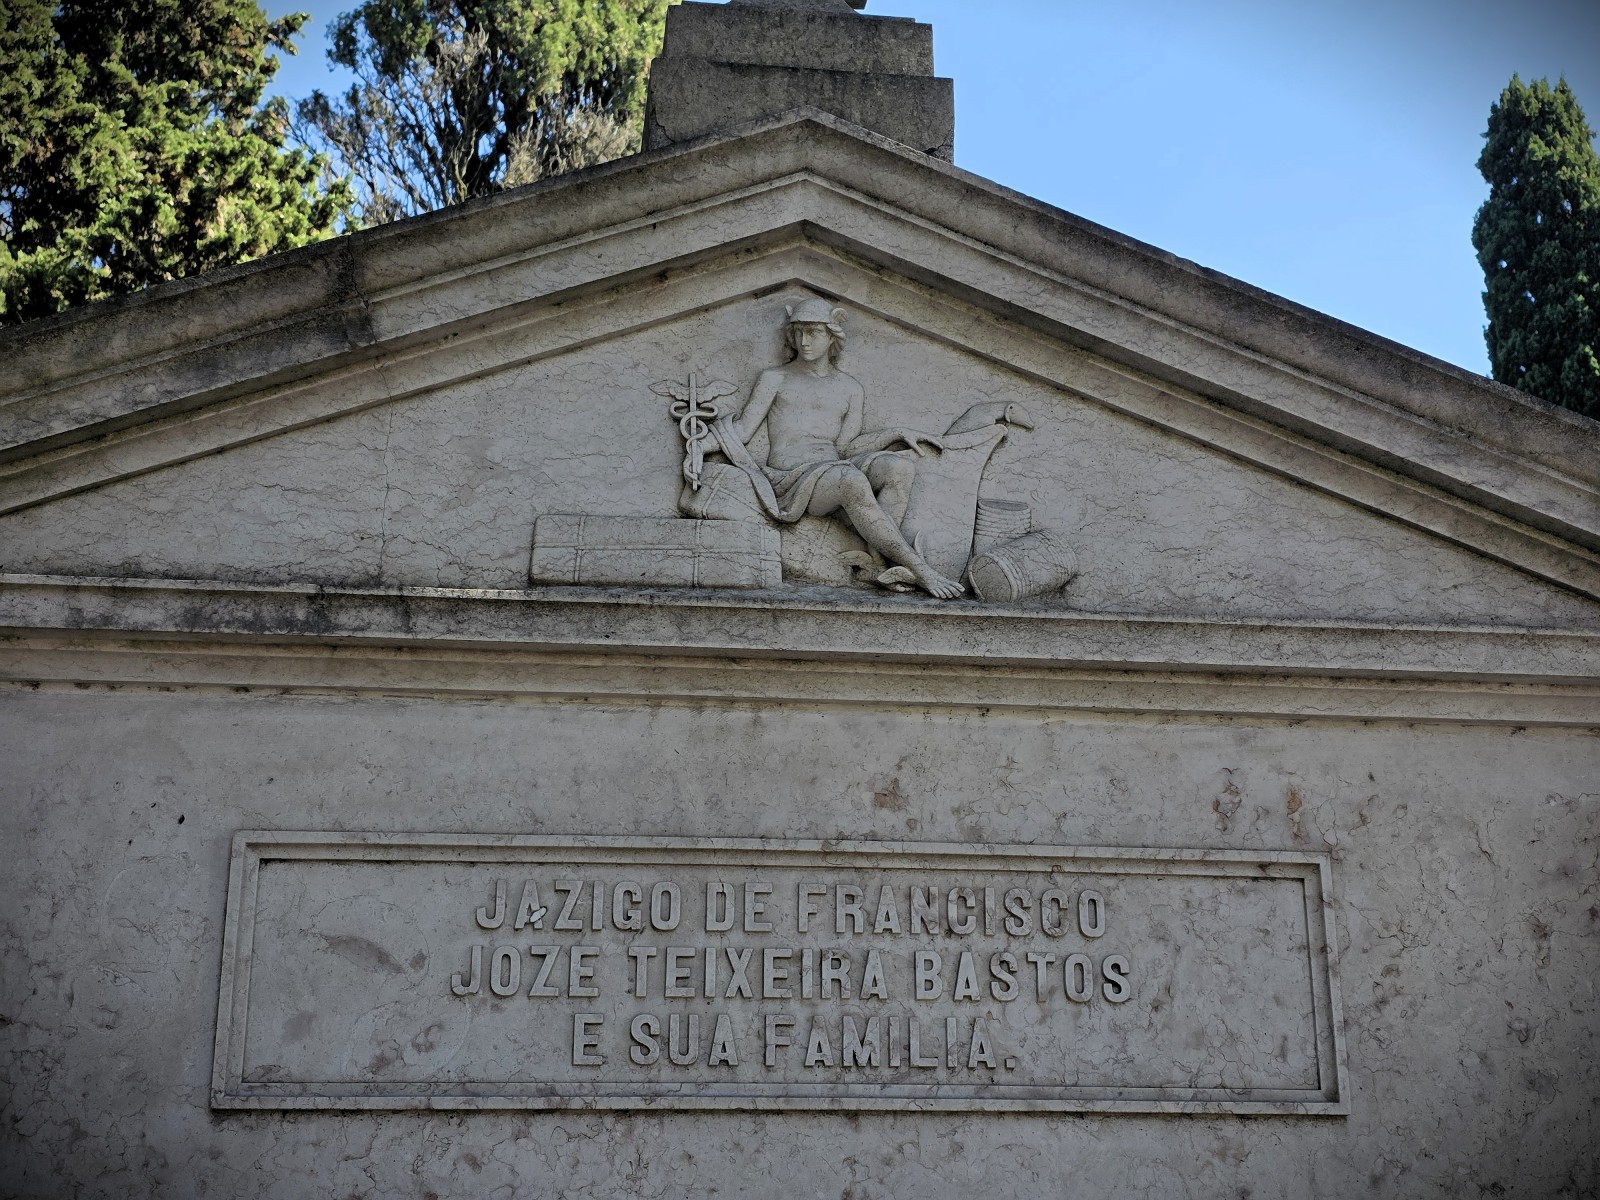 JAZIGO DE FRANCISCO
JOZE TEIXEIRA BASTOS
E SUA FAMILIA.